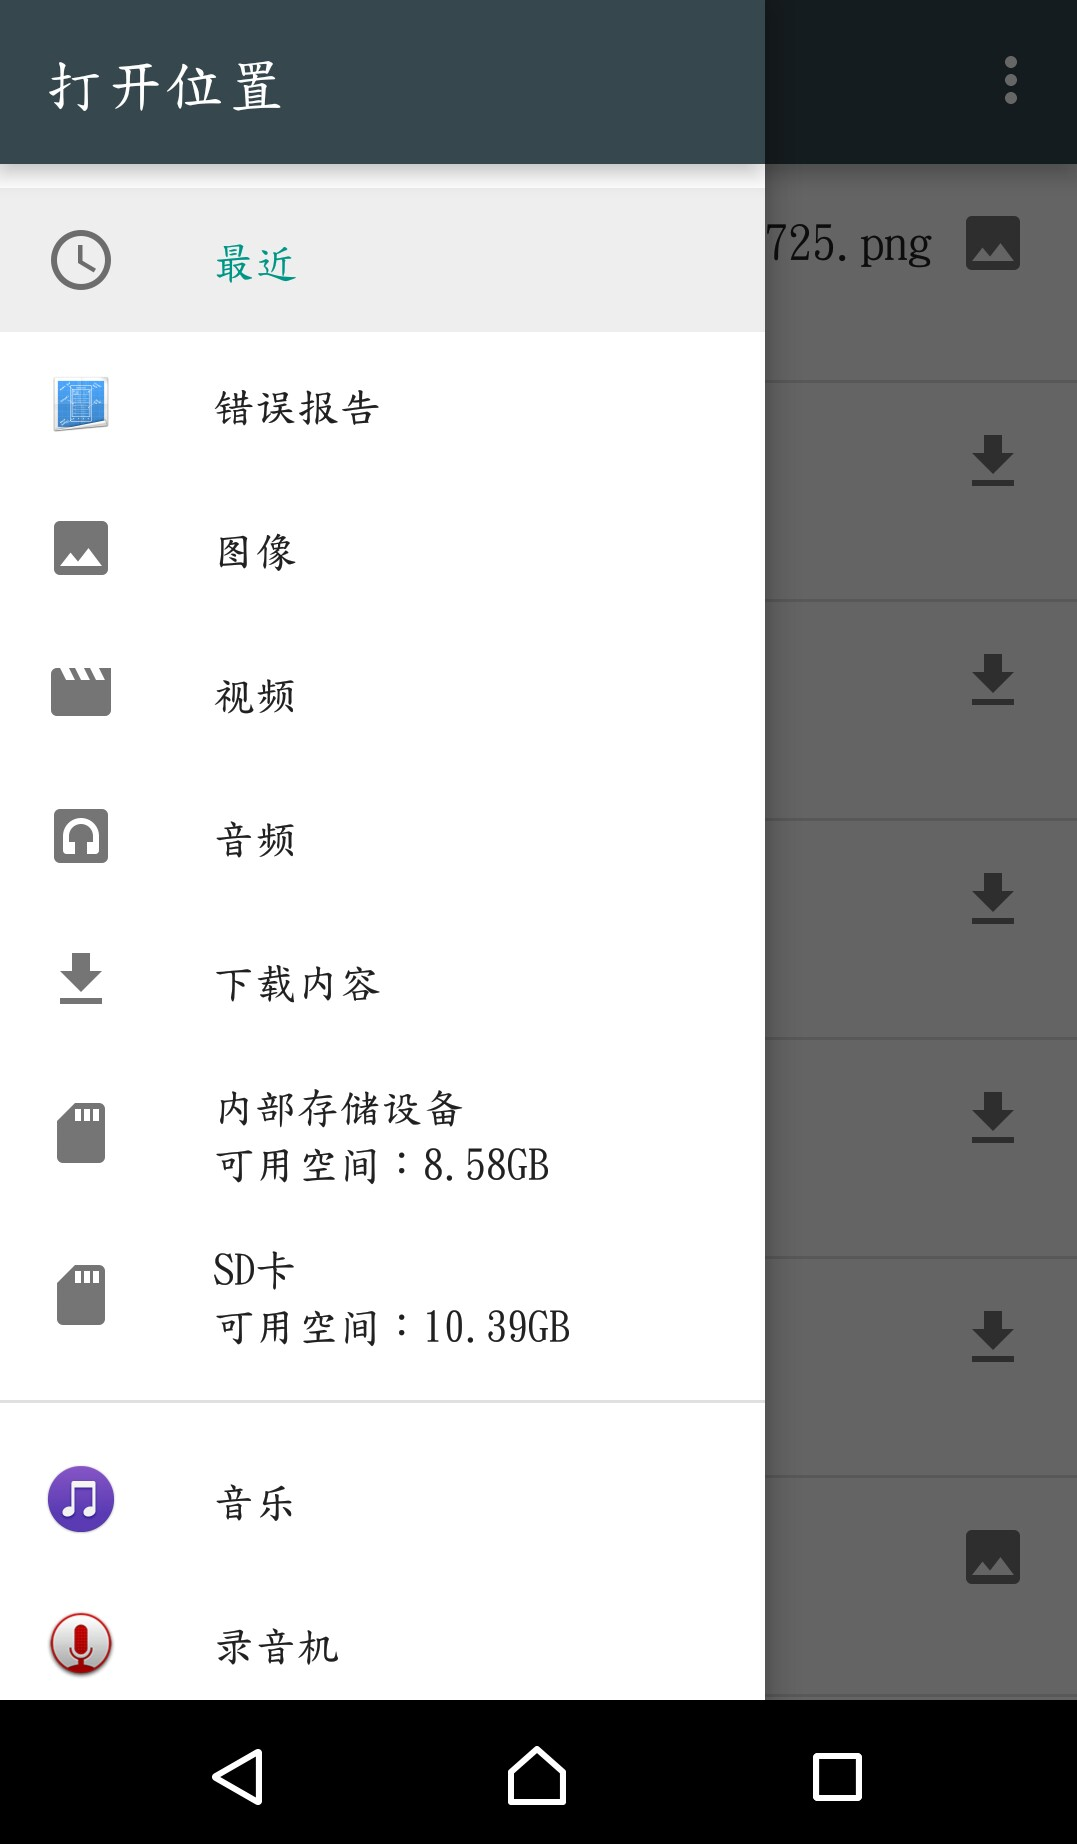 打开位置
725.png
最近
错误报告
图像
视频
音频
下载内容
内部存储设备
可用空间：8.58GB
SD卡
可用空间：10.39GB
音乐
录音机